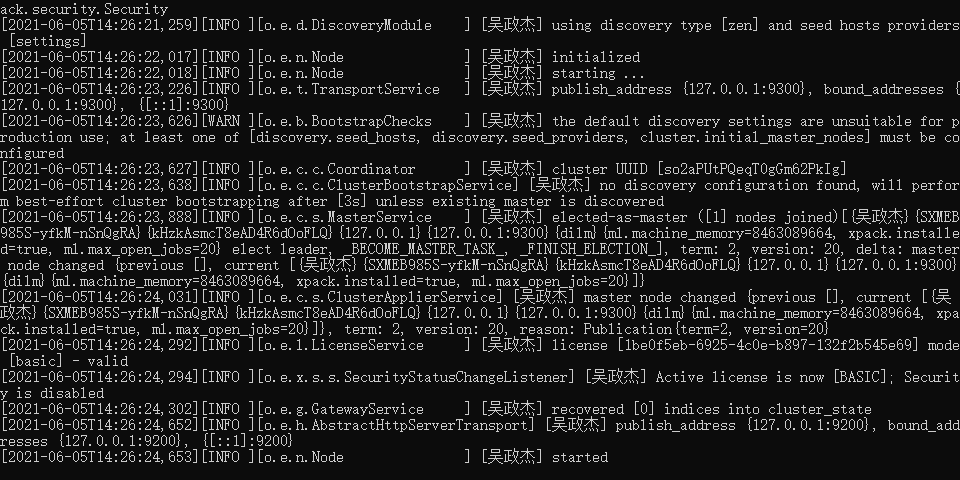 ack.security.Security
[2021-06-05T14:26:21,259][INFO ][o.e.d.DiscoveryModule    ] [吴政杰] using discovery type [zen] and seed hosts providers
 [settings]
[2021-06-05T14:26:22,017][INFO ][o.e.n.Node               ] [吴政杰] initialized
[2021-06-05T14:26:22,018][INFO ][o.e.n.Node               ] [吴政杰] starting ...
[2021-06-05T14:26:23,226][INFO ][o.e.t.TransportService   ] [吴政杰] publish_address {127.0.0.1:9300}, bound_addresses {
127.0.0.1:9300}, {[::1]:9300}
[2021-06-05T14:26:23,626][WARN ][o.e.b.BootstrapChecks    ] [吴政杰] the default discovery settings are unsuitable for p
roduction use; at least one of [discovery.seed_hosts, discovery.seed_providers, cluster.initial_master_nodes] must be co
nfigured
[2021-06-05T14:26:23,627][INFO ][o.e.c.c.Coordinator      ] [吴政杰] cluster UUID [so2aPUtPQeqT0gGm62PkIg]
[2021-06-05T14:26:23,638][INFO ][o.e.c.c.ClusterBootstrapService] [吴政杰] no discovery configuration found, will perfor
m best-effort cluster bootstrapping after [3s] unless existing master is discovered
[2021-06-05T14:26:23,888][INFO ][o.e.c.s.MasterService    ] [吴政杰] elected-as-master ([1] nodes joined)[{吴政杰}{SXMEB
985S-yfkM-nSnQgRA}{kHzkAsmcT8eAD4R6dOoFLQ}{127.0.0.1}{127.0.0.1:9300}{dilm}{ml.machine_memory=8463089664, xpack.installe
d=true, ml.max_open_jobs=20} elect leader, _BECOME_MASTER_TASK_, _FINISH_ELECTION_], term: 2, version: 20, delta: master
 node changed {previous [], current [{吴政杰}{SXMEB985S-yfkM-nSnQgRA}{kHzkAsmcT8eAD4R6dOoFLQ}{127.0.0.1}{127.0.0.1:9300}
{dilm}{ml.machine_memory=8463089664, xpack.installed=true, ml.max_open_jobs=20}]}
[2021-06-05T14:26:24,031][INFO ][o.e.c.s.ClusterApplierService] [吴政杰] master node changed {previous [], current [{吴
政杰}{SXMEB985S-yfkM-nSnQgRA}{kHzkAsmcT8eAD4R6dOoFLQ}{127.0.0.1}{127.0.0.1:9300}{dilm}{ml.machine_memory=8463089664, xpa
ck.installed=true, ml.max_open_jobs=20}]}, term: 2, version: 20, reason: Publication{term=2, version=20}
[2021-06-05T14:26:24,292][INFO ][o.e.l.LicenseService     ] [吴政杰] license [1be0f5eb-6925-4c0e-b897-132f2b545e69] mode
 [basic] - valid
[2021-06-05T14:26:24,294][INFO ][o.e.x.s.s.SecurityStatusChangeListener] [吴政杰] Active license is now [BASIC]; Securit
y is disabled
[2021-06-05T14:26:24,302][INFO ][o.e.g.GatewayService     ] [吴政杰] recovered [0] indices into cluster_state
[2021-06-05T14:26:24,652][INFO ][o.e.h.AbstractHttpServerTransport] [吴政杰] publish_address {127.0.0.1:9200}, bound_add
resses {127.0.0.1:9200}, {[::1]:9200}
[2021-06-05T14:26:24,653][INFO ][o.e.n.Node               ] [吴政杰] started